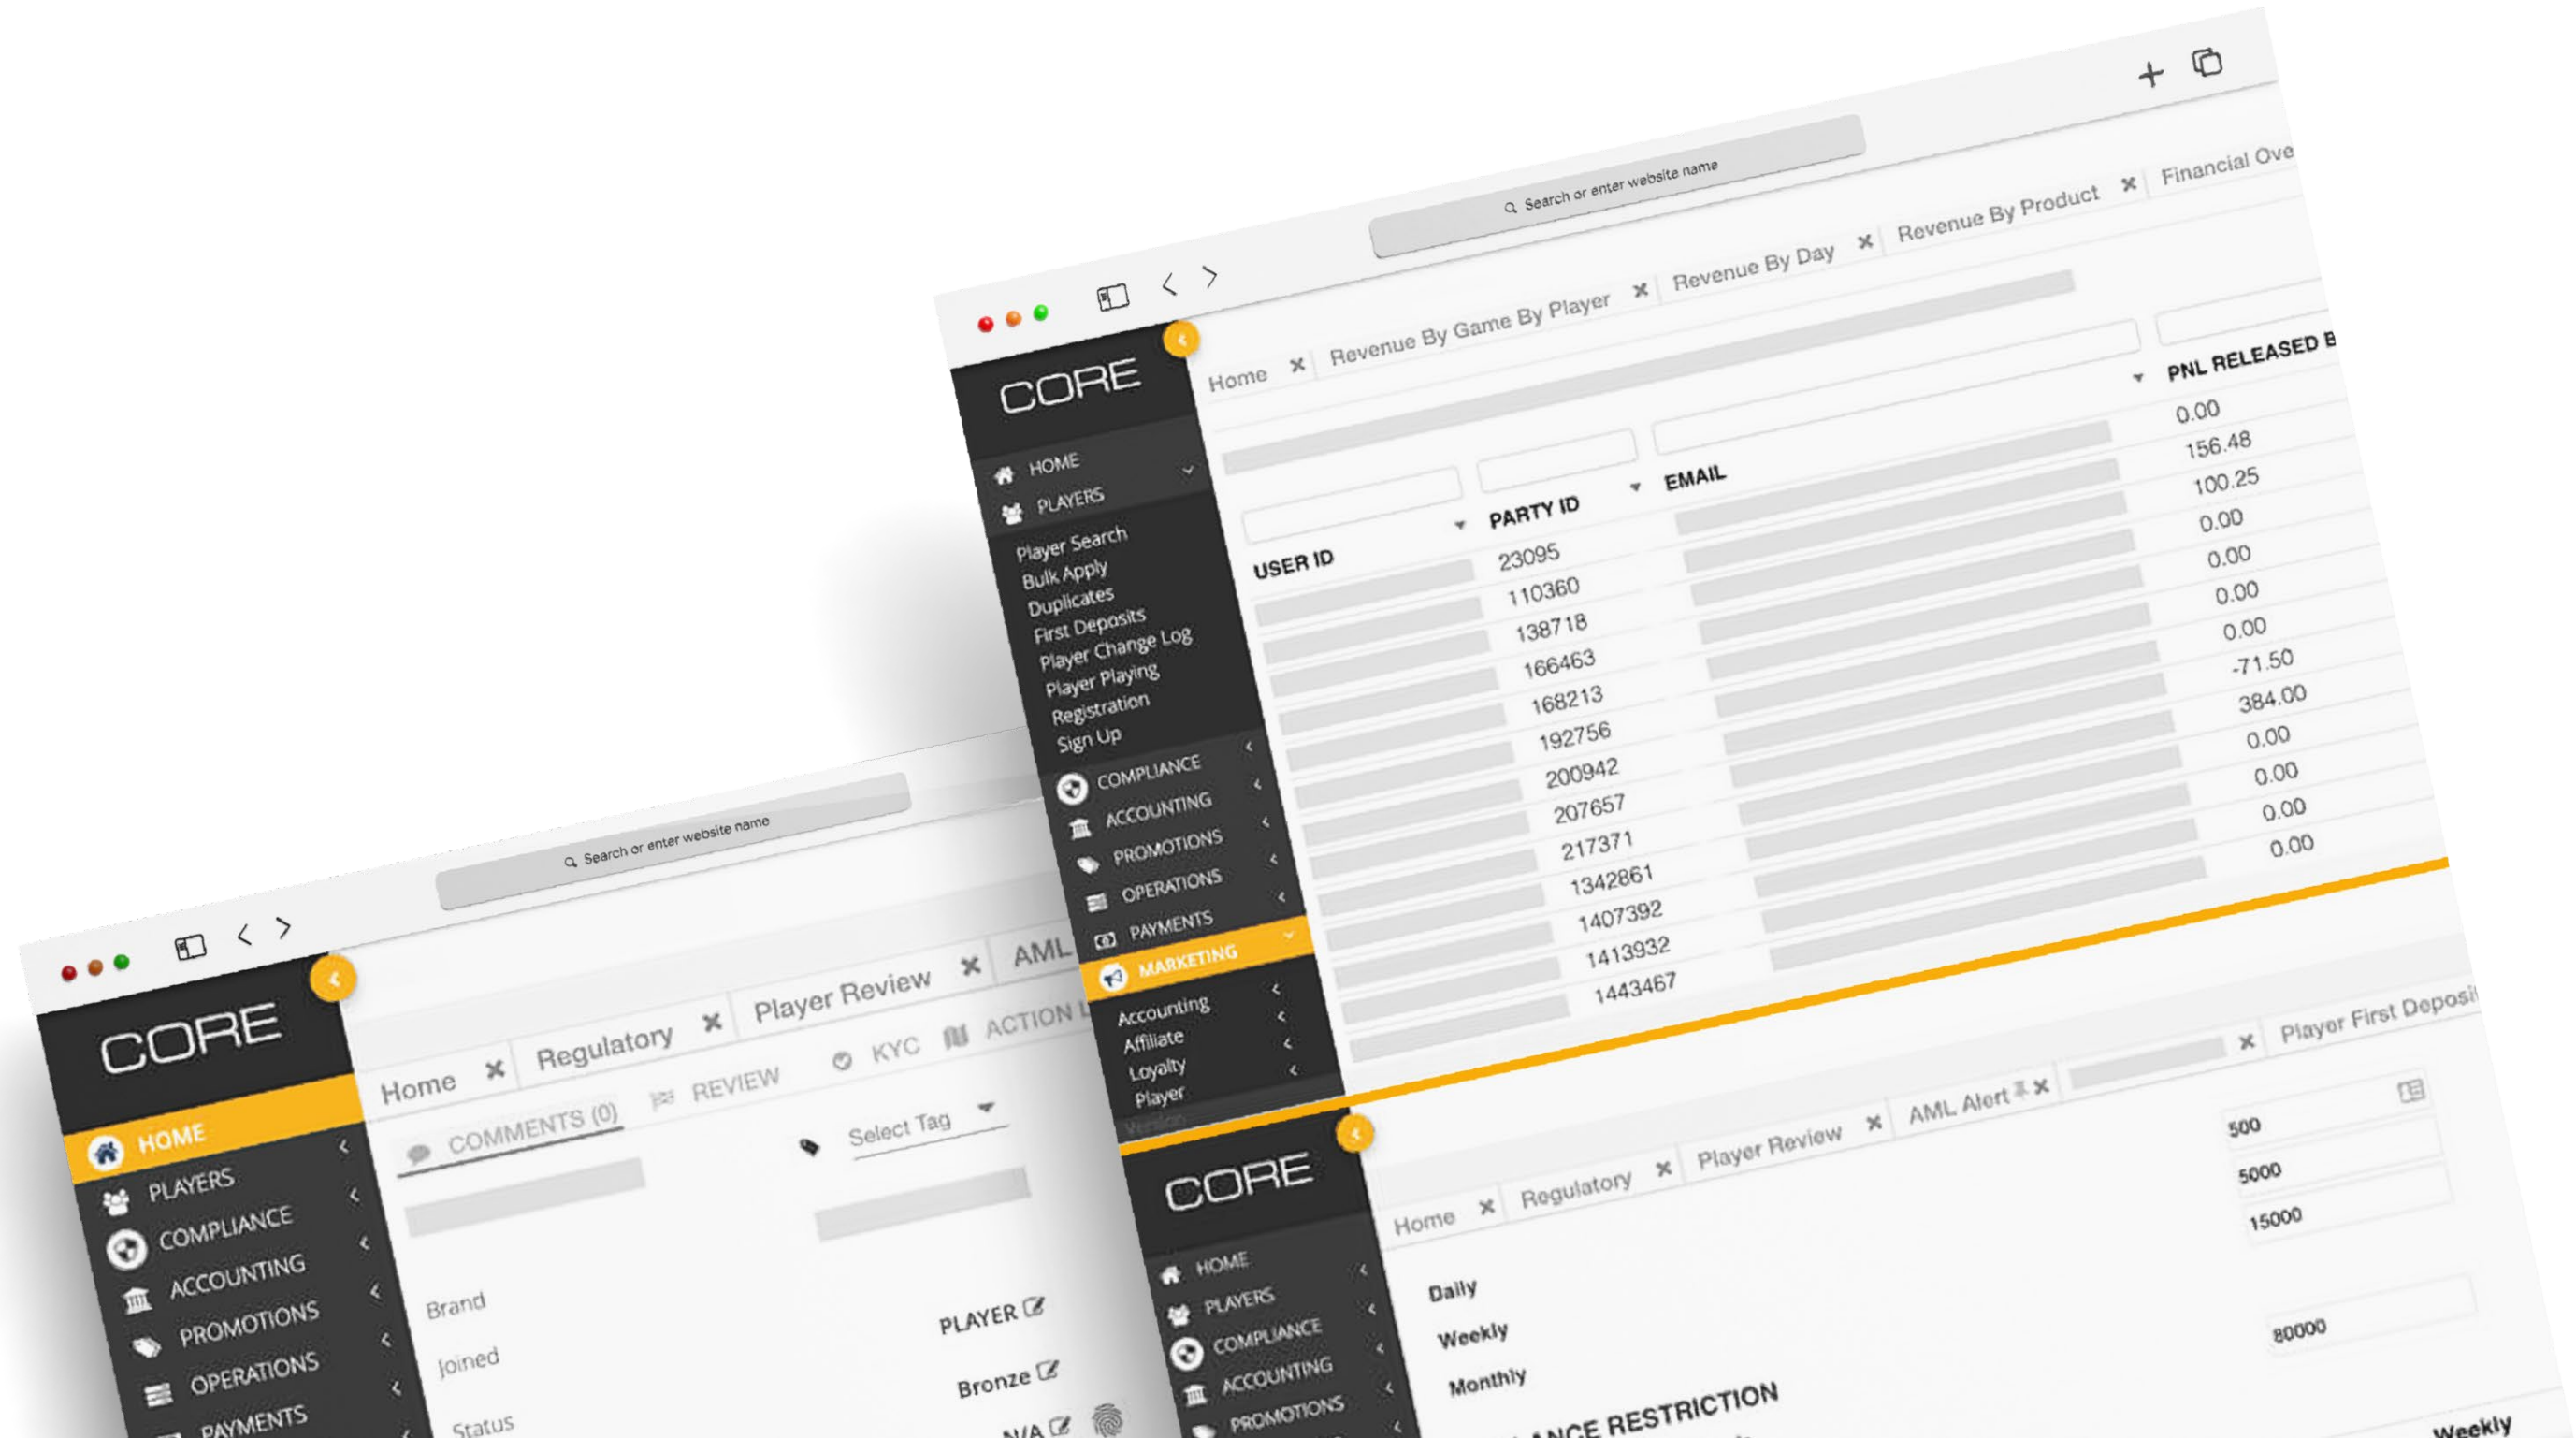 Search or enter website name
Home
Revenue By Game By Player
Revenue By Day
Revenue By Product
Financial Ove
CORE
HOME
PLAYERS
Player Search
Bulk Apply
Duplicates
First Deposits
Player Change Log
Player Playing
Registration
Sign Up
COMPLIANCE
ACCOUNTING
PROMOTIONS
OPERATIONS
PAYMENTS
MARKETING
Accounting
Affiliate
Loyalty
Player
Version
USER ID
PARTY ID
EMAIL
PNL RELEASED B
23095
110360
138718
166463
168213
192756
200942
207657
217371
1342861
1407392
1413932
1443467
0.00
156.48
100.25
0.00
0.00
0.00
0.00
-71.50
384.00
0.00
0.00
0.00
0.00
Search or enter website name
CORE
Home
Regulatory
Player Review
AML
COMMENTS (0)
REVIEW
KYC
ACTION L
Select Tag
HOME
PLAYERS
COMPLIANCE
ACCOUNTING
PROMOTIONS
OPERATIONS
PAYMENTS
Brand
Joined
Status
PLAYER
Bronze
N/A
CORE
Home
Regulatory
Player Review
AML Alert
Player First Deposit
HOME
PLAYERS
COMPLIANCE
ACCOUNTING
PROMOTIONS
Daily
Weekly
Monthly
500
5000
15000
80000
LANCE RESTRICTION
Weekly